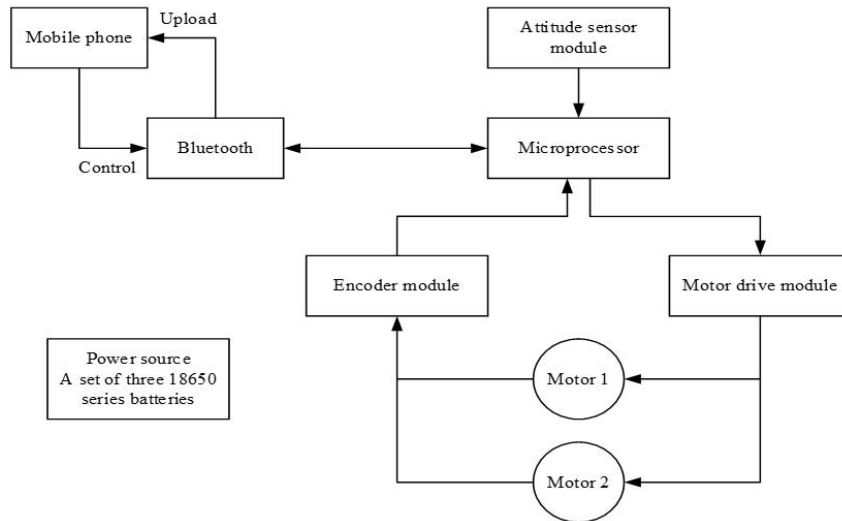 Upload
Mobile phone
Attitude sensor
module
Control
Bluetooth
Microprocessor
Encoder module
Motor drive module
Power source
A set of three 18650
series batteries
Motor 1
Motor 2